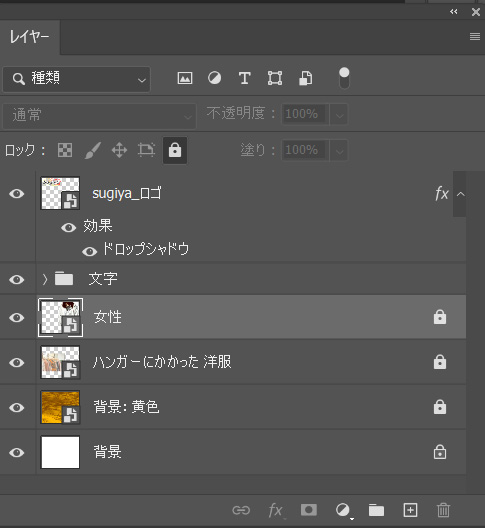 レイヤー
種類
通常 不透明度： 100%
ロック： 塗り： 100%
sugiya_ロゴ fx
効果
ドロップシャドウ
文字
女性
ハンガーにかかった 洋服
背景: 黄色
背景
fx